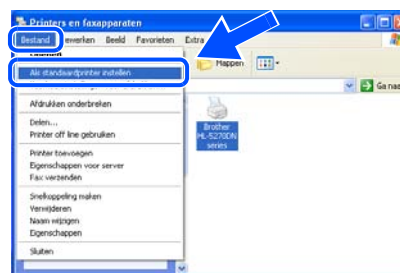 Printers en faxapparaten
Bestand Bewerken Beeld Favorieten Extra
Mappen
Als standaardprinter instellen
Ga naar
Afdrukken onderbreken
Delen...
Printer off line gebruiken
Brother
HL-5270DN
series
Printer toevoegen
Eigenschappen voor server
Fax verzenden
Snelkoppeling maken
Verwijderen
Naam wijzigen
Eigenschappen
Sluiten